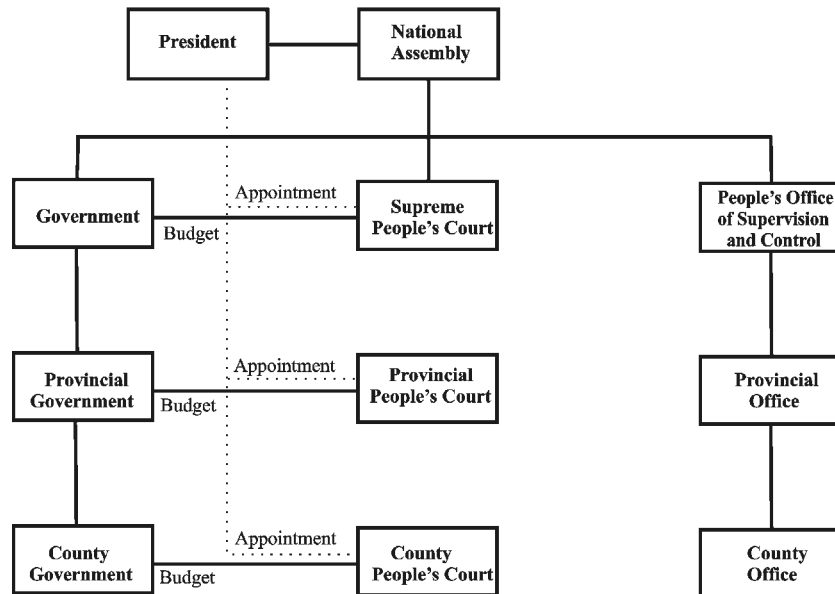 President
National
Assembly
Appointment
Government
Budget
Supreme
People's Court
People's Office
of Supervision
and Control
Appointment
Provincial
Government
Budget
Provincial
People's Court
Provincial
Office
Appointment
County
Government
Budget
County
People's Court
County
Office